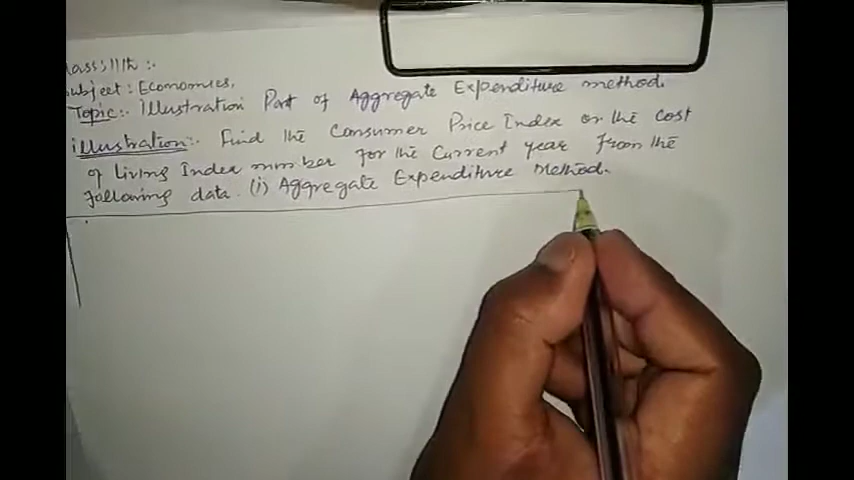 Class: 11th :-
Subject: Economics.
Topic:- Illustration Part of Aggregate Expenditure method.
illustration:- Find the Consumer Price Index or the cost
of Living Index number for the Current year From the
following data. (i) Aggregate Expenditure Method.